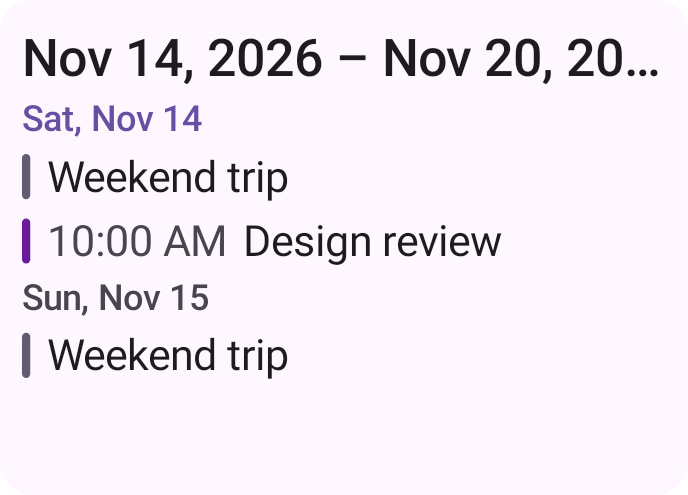 Nov 14, 2026 – Nov 20, 20…
Sat, Nov 14
Weekend trip
10:00 AM Design review
Sun, Nov 15
Weekend trip